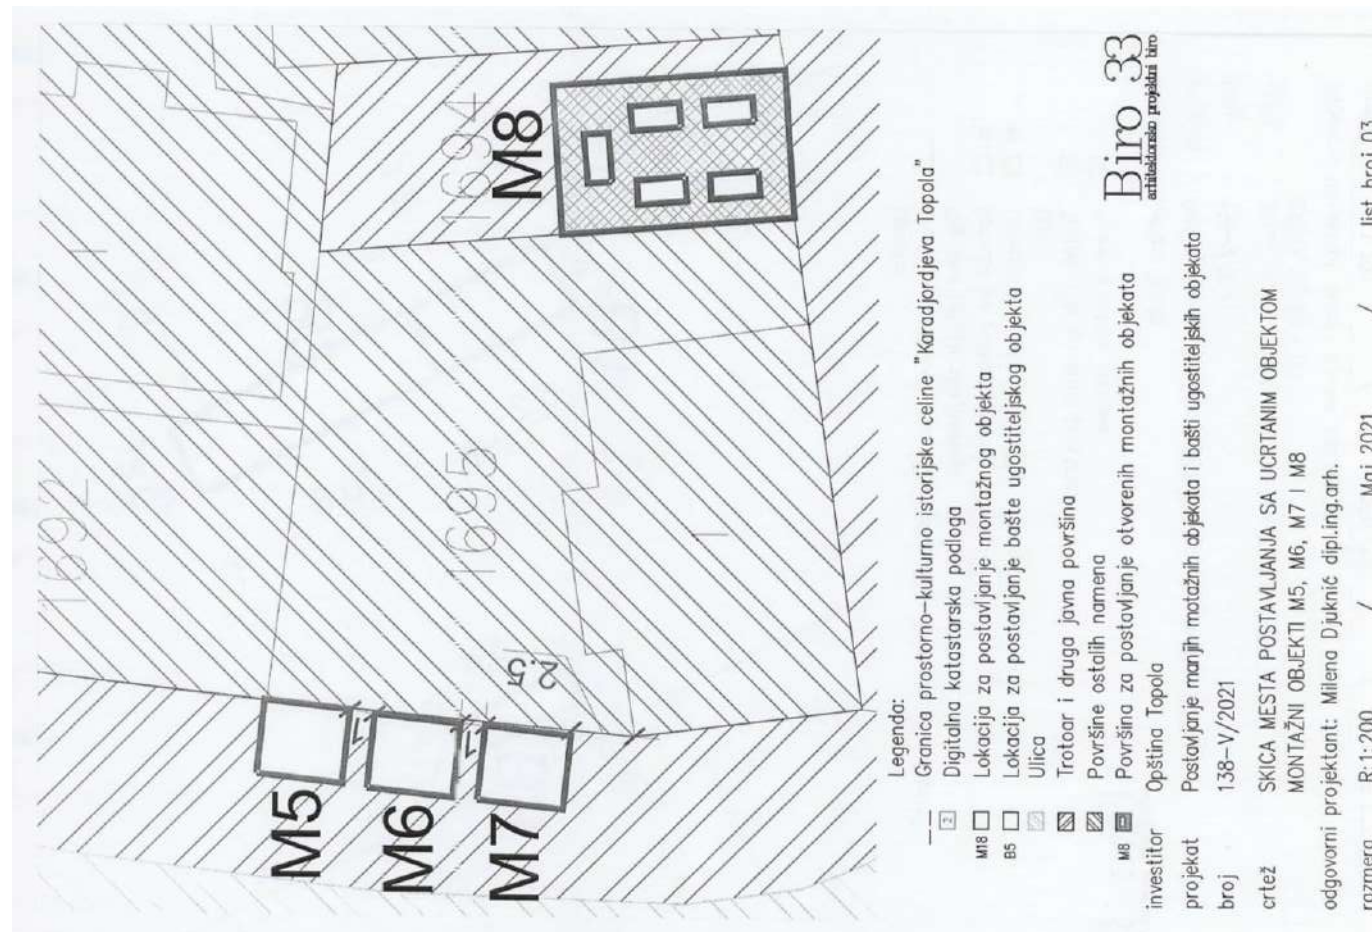 1692
1695
1694
M5
M6
M7
M8
1
1
2.5
Legenda:
Granica prostorno-kulturno istorijske celine "Karadjordjeva Topola"
2 Digitalna katastarska podloga
M18 Lokacija za postavljanje montažnog objekta
B5 Lokacija za postavljanje bašte ugostiteljskog objekta
Ulica
Trotoar i druga javna površina
Površine ostalih namena
M8 Površina za postavljanje otvorenih montažnih objekata
Biro 33
arhitektonsko projektni biro
investitor Opština Topola
projekat Postavljanje manjih motažnih objekata i bašti ugostiteljskih objekata
broj 138-V/2021
crtež SKICA MESTA POSTAVLJANJA SA UCRTANIM OBJEKTOM
MONTAŽNI OBJEKTI M5, M6, M7 I M8
odgovorni projektant: Milena Djuknić dipl.ing.arh.
razmera R:1:200 / Maj 2021 / list broj 03